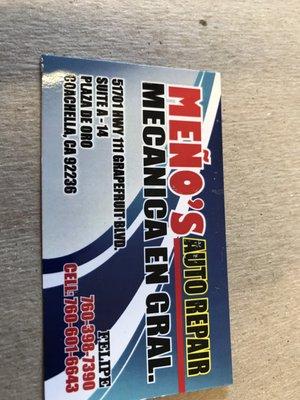 MEÑO'S AUTO REPAIR
MECANICA EN GRAL.
51701 HWY 111 GRAPEFRUIT BLVD.
SUITE A - 14
PLAZA DE ORO
COACHELLA, CA 92236
FELIPE
760-398-7390
CELL: 760-601-6643